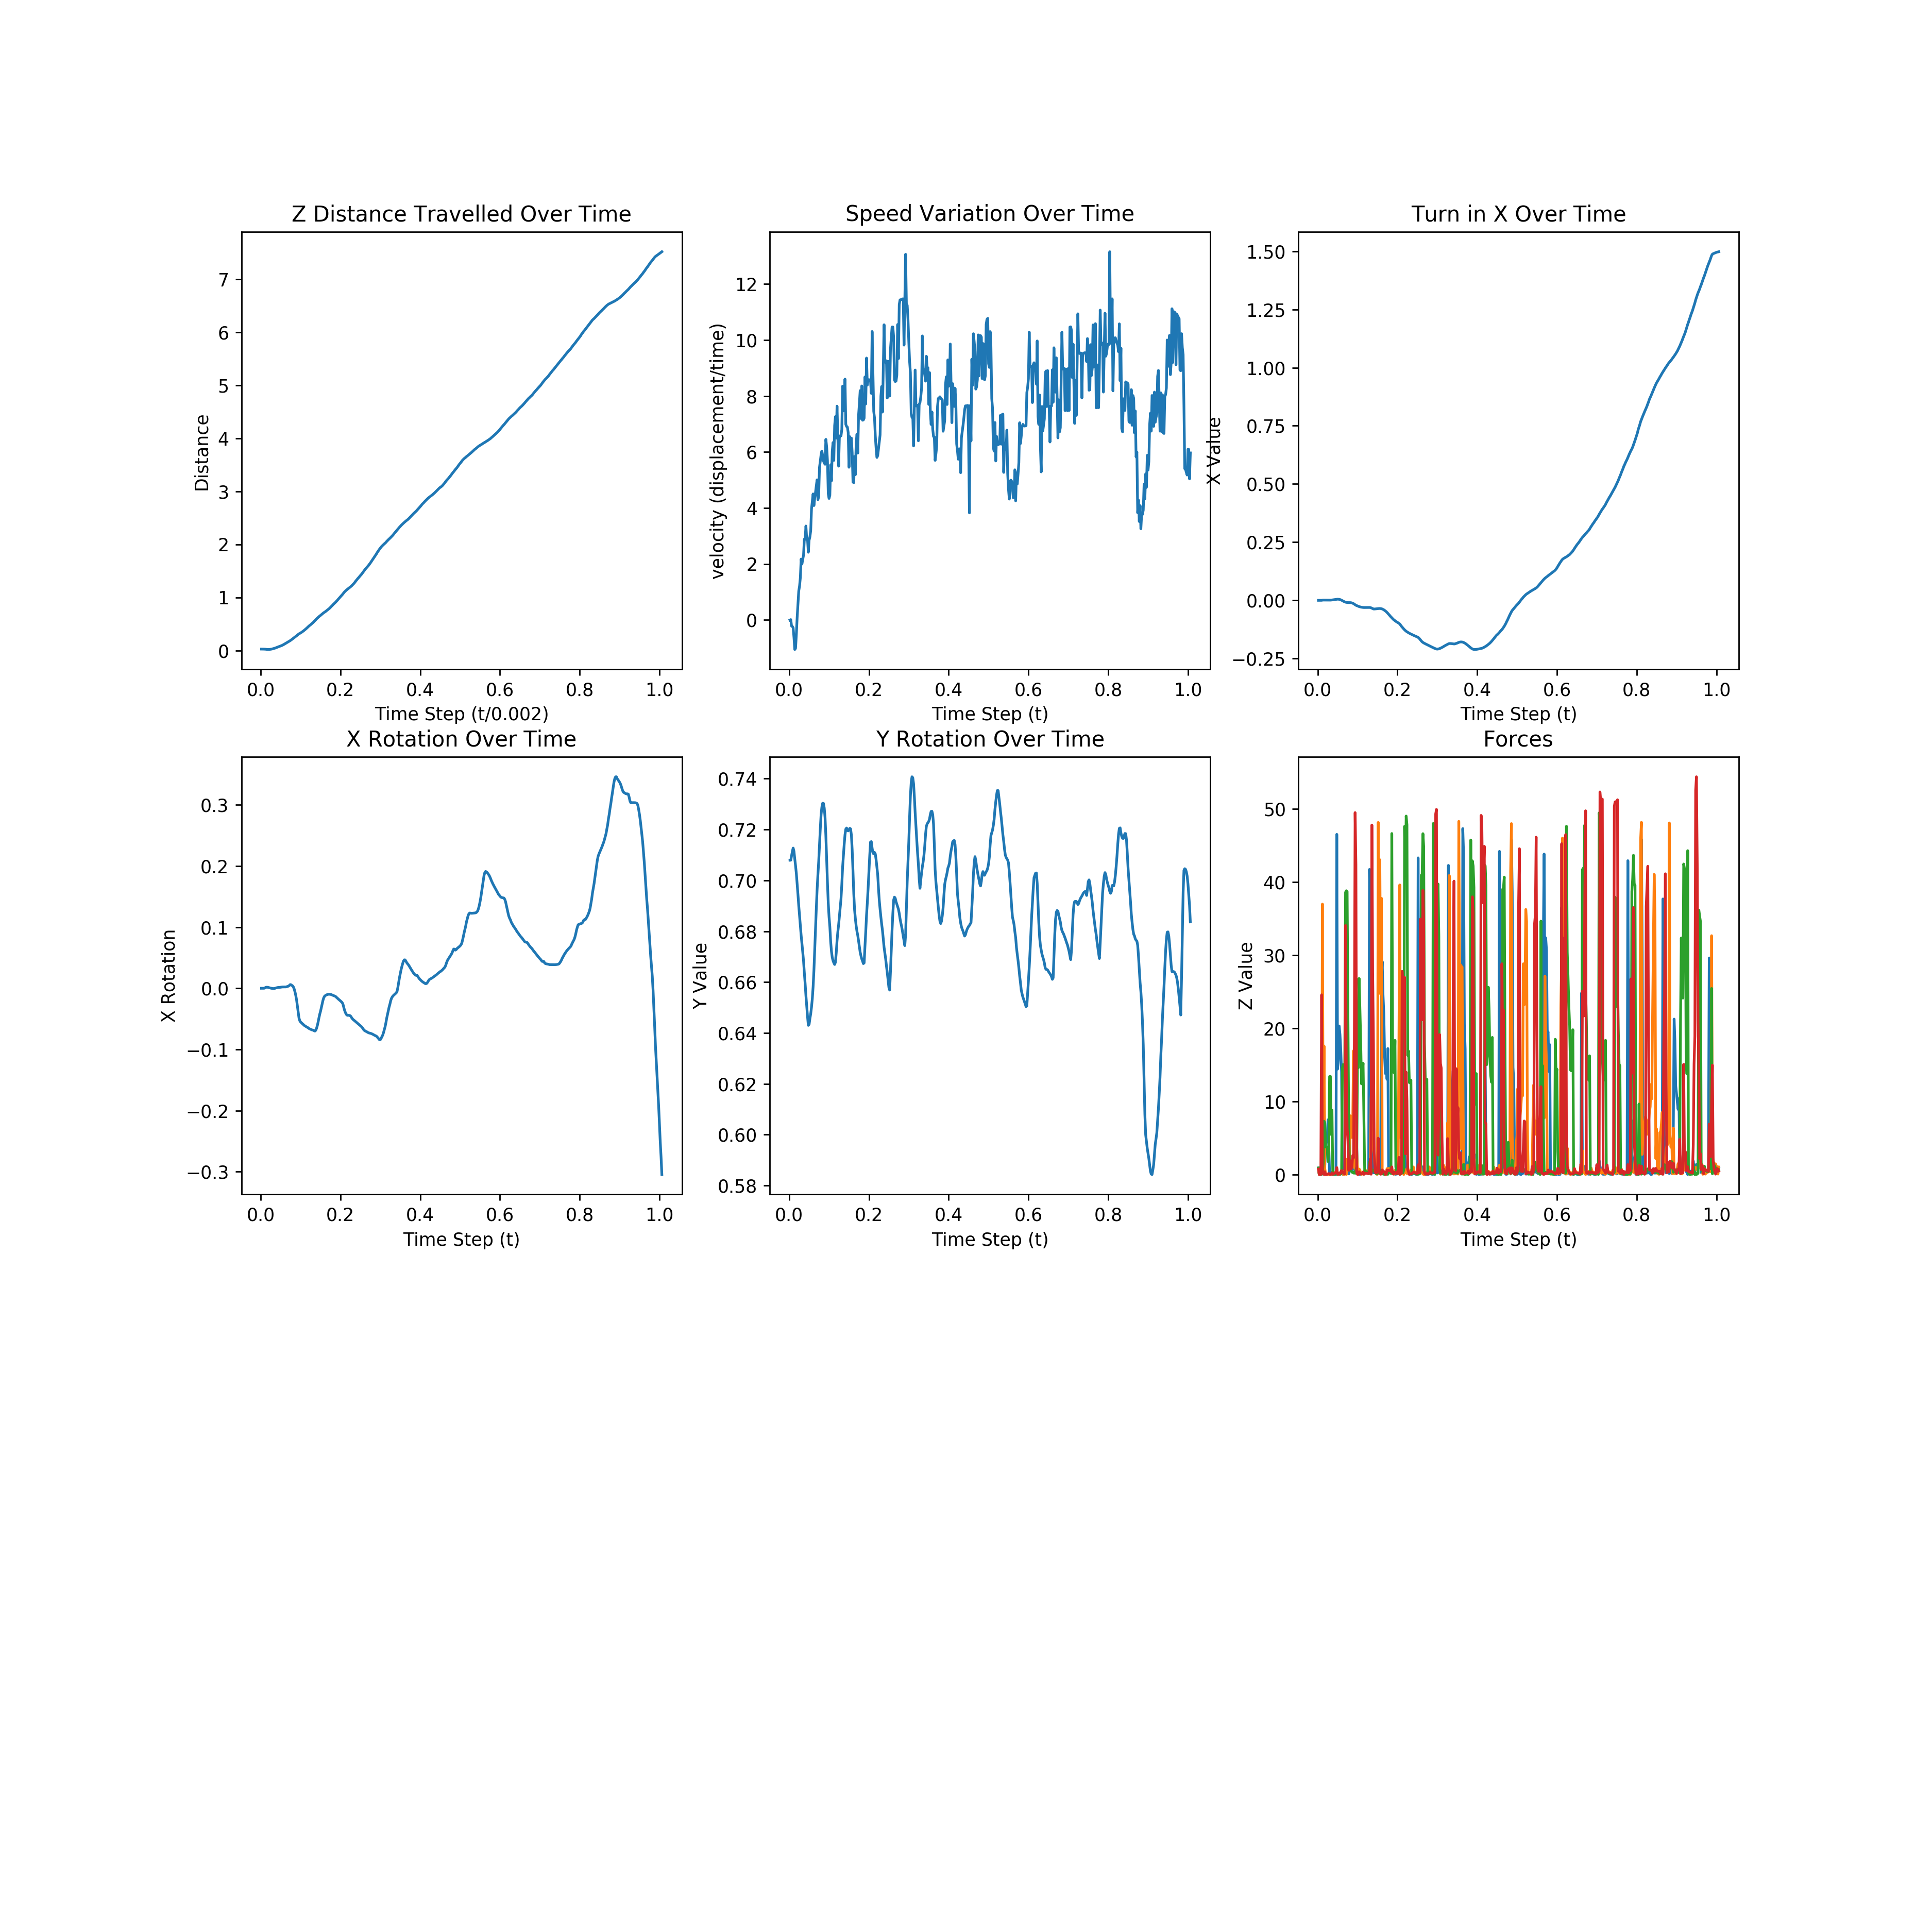 Z Distance Travelled Over Time
Distance
7
6
5
4
3
2
1
0
0.0 0.2 0.4 0.6 0.8 1.0
Time Step (t/0.002)
Speed Variation Over Time
velocity (displacement/time)
12
10
8
6
4
2
0
0.0 0.2 0.4 0.6 0.8 1.0
Time Step (t)
Turn in X Over Time
X Value
1.50
1.25
1.00
0.75
0.50
0.25
0.00
−0.25
0.0 0.2 0.4 0.6 0.8 1.0
Time Step (t)
X Rotation Over Time
X Rotation
0.3
0.2
0.1
0.0
−0.1
−0.2
−0.3
0.0 0.2 0.4 0.6 0.8 1.0
Time Step (t)
Y Rotation Over Time
Y Value
0.74
0.72
0.70
0.68
0.66
0.64
0.62
0.60
0.58
0.0 0.2 0.4 0.6 0.8 1.0
Time Step (t)
Forces
Z Value
50
40
30
20
10
0
0.0 0.2 0.4 0.6 0.8 1.0
Time Step (t)